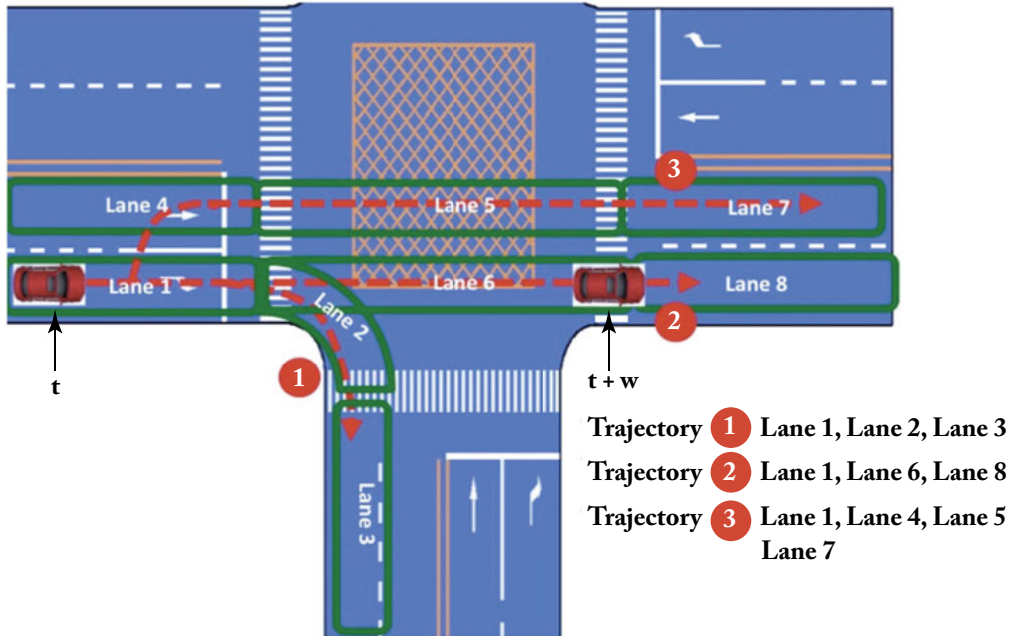 3
Lane 4
Lane 5
Lane 7
Lane 1
Lane 6
Lane 8
Lane 2
2
1
t
t + w
Trajectory 1 Lane 1, Lane 2, Lane 3
Trajectory 2 Lane 1, Lane 6, Lane 8
Trajectory 3 Lane 1, Lane 4, Lane 5
Lane 7
Lane 3